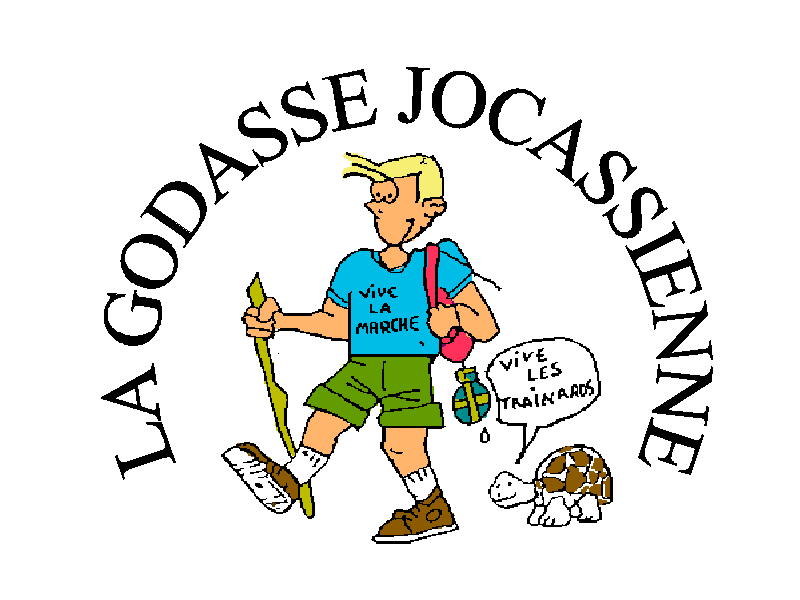 LA GODASSE JOCASSIENNE
ViVE
LA
MARCHE
ViVE
LES
TRAiNARDS